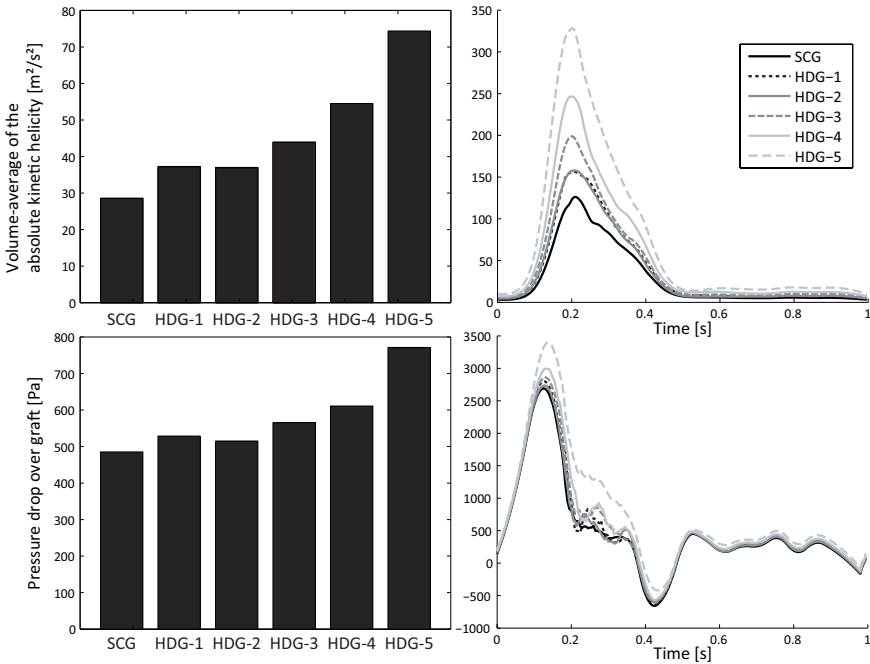 Volume-average of the
absolute kinetic helicity [m²/s²]
80
70
60
50
40
30
20
10
0
SCG HDG-1 HDG-2 HDG-3 HDG-4 HDG-5
350
300
250
200
150
100
50
0
0 0.2 0.4 0.6 0.8 1
Time [s]
SCG
HDG−1
HDG−2
HDG−3
HDG−4
HDG−5
Pressure drop over graft [Pa]
800
700
600
500
400
300
200
100
0
SCG HDG-1 HDG-2 HDG-3 HDG-4 HDG-5
3500
3000
2500
2000
1500
1000
500
0
−500
−1000
0 0.2 0.4 0.6 0.8 1
Time [s]